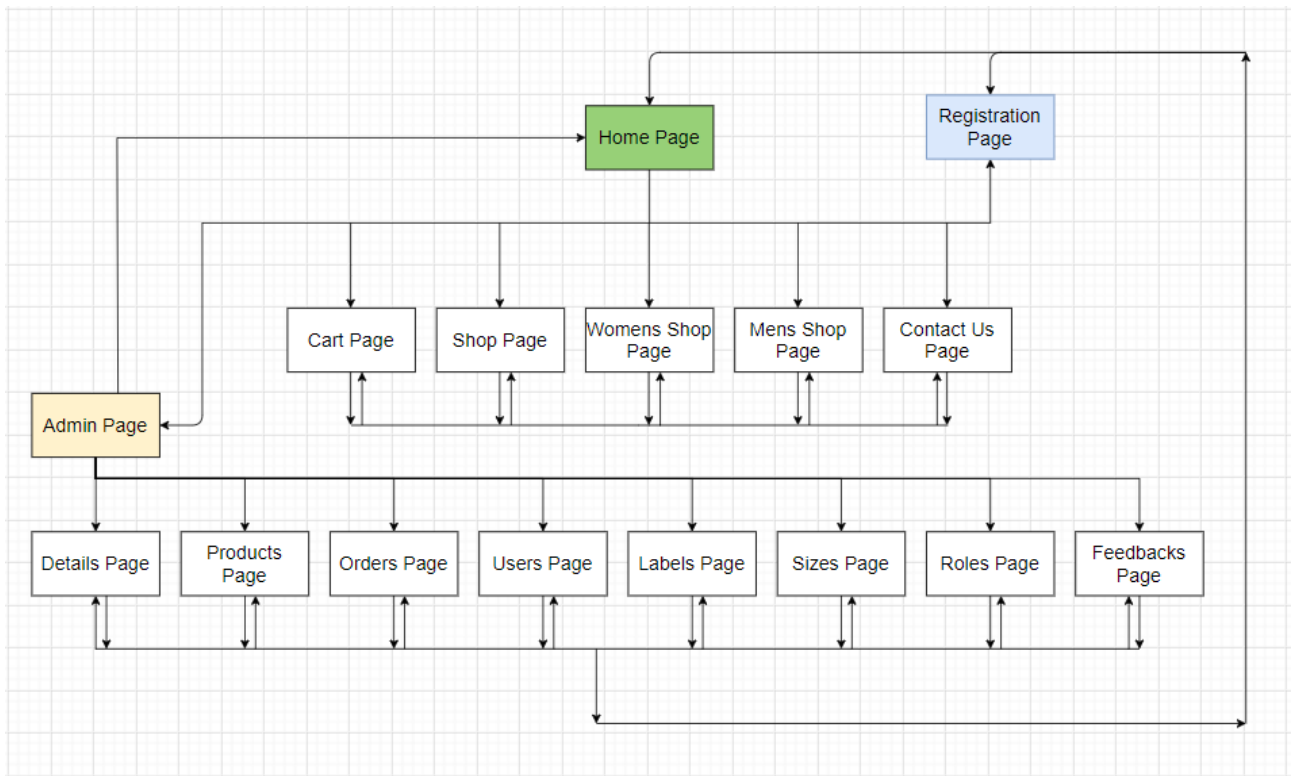 Home Page
Registration
Page
Cart Page
Shop Page
Womens Shop
Page
Mens Shop
Page
Contact Us
Page
Admin Page
Details Page
Products
Page
Orders Page
Users Page
Labels Page
Sizes Page
Roles Page
Feedbacks
Page